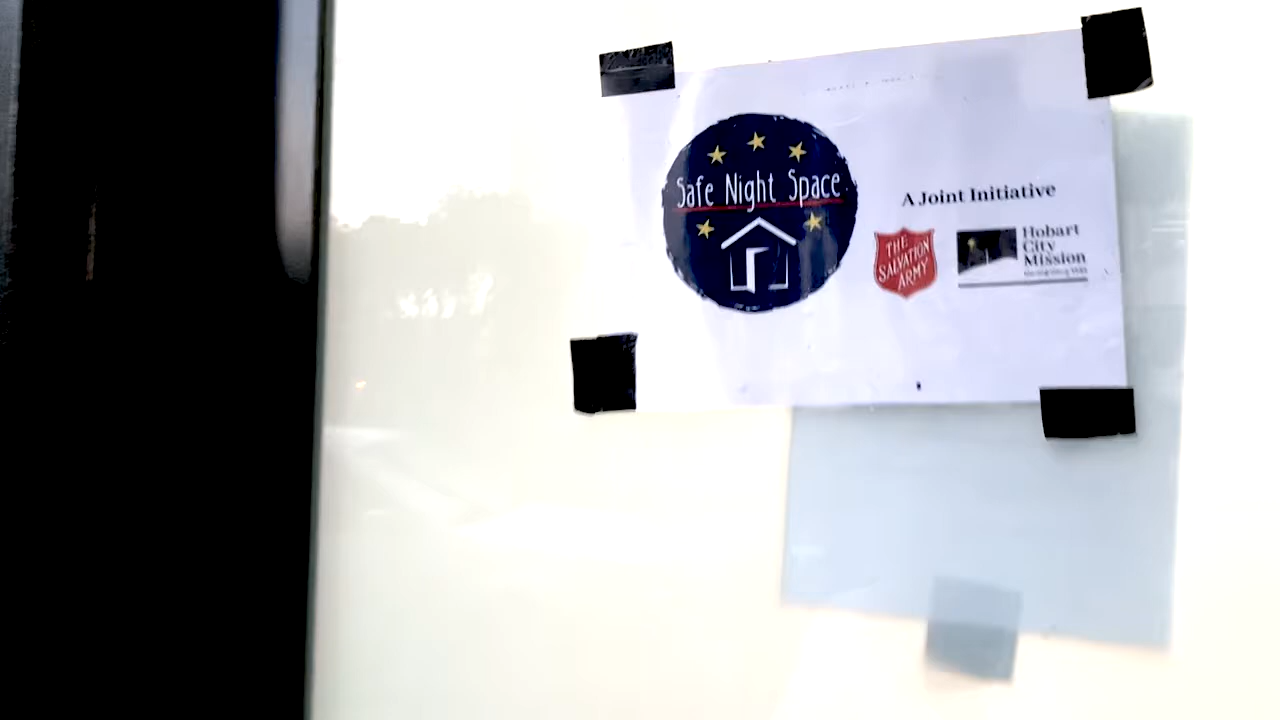 Safe Night Space
A Joint Initiative
THE
SALVATION
ARMY
Hobart
City
Mission